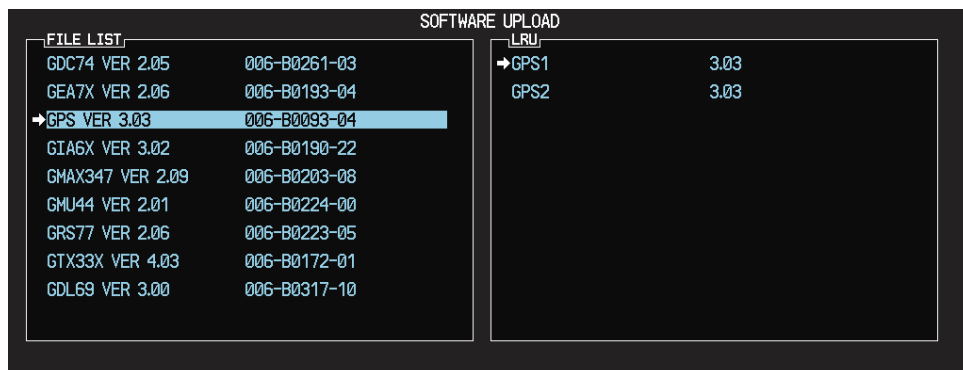 SOFTWARE UPLOAD
FILE LIST
GDC74 VER 2.05 006-B0261-03
GEA7X VER 2.06 006-B0193-04
GPS VER 3.03 006-B0093-04
GIA6X VER 3.02 006-B0190-22
GMAX347 VER 2.09 006-B0203-08
GMU44 VER 2.01 006-B0224-00
GRS77 VER 2.06 006-B0223-05
GTX33X VER 4.03 006-B0172-01
GDL69 VER 3.00 006-B0317-10
LRU
GPS1 3.03
GPS2 3.03